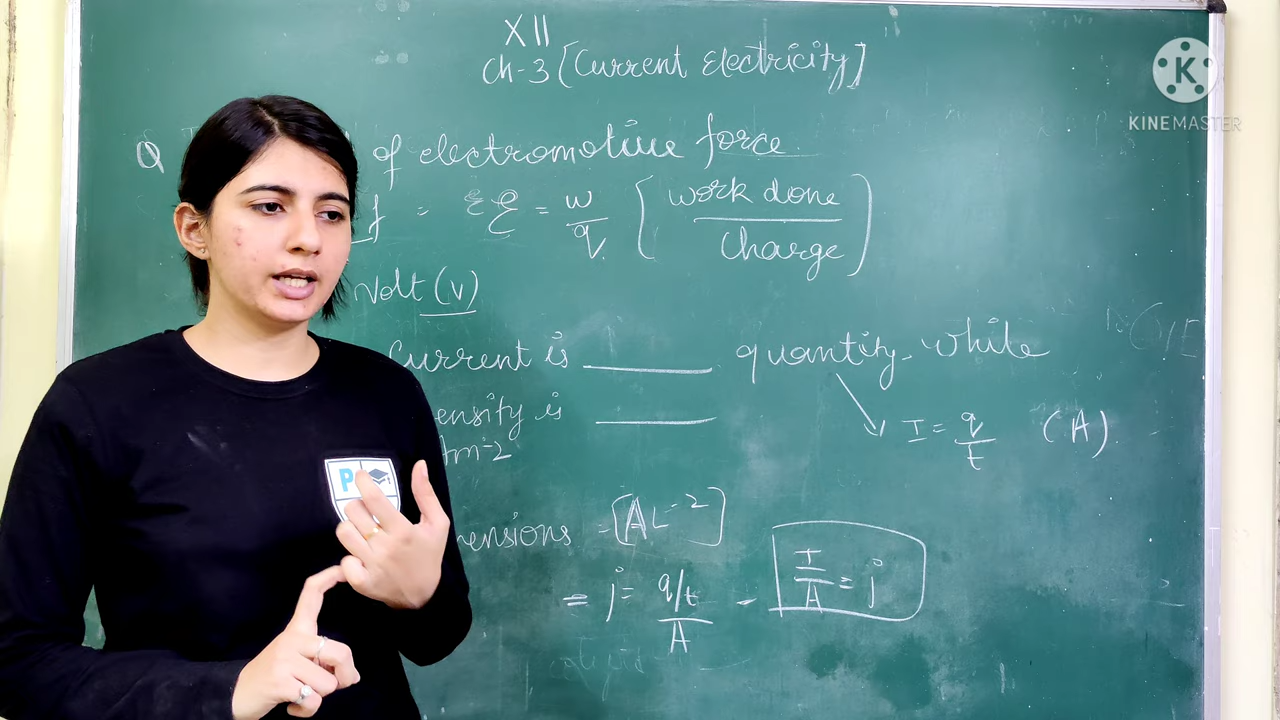 XII
Ch-3 [Current Electricity]
KINEMASTER
Q of electromotive force
= ℰ = w/q (work done / Charge)
Volt (V)
Current is ______ quantity, while
I = q/t (A)
ensity is ______
m-2
ensions = [AL-2]
= j = q/t / A = I/A = j
P